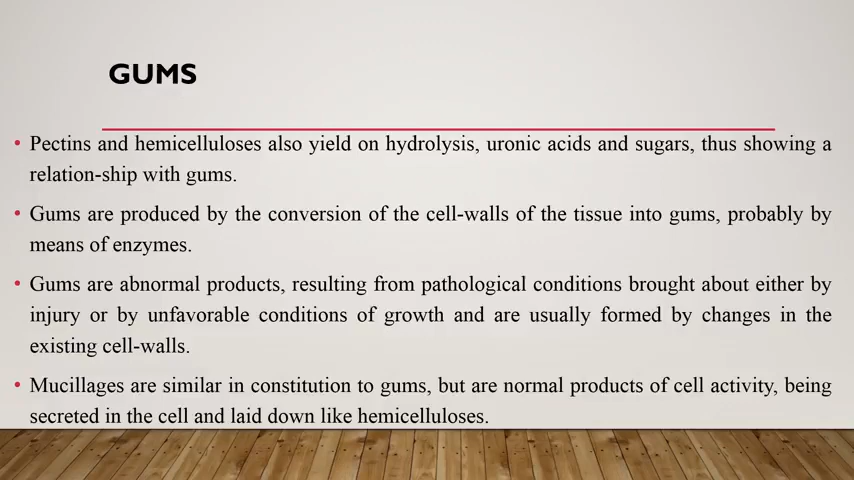 GUMS
• Pectins and hemicelluloses also yield on hydrolysis, uronic acids and sugars, thus showing a
relation-ship with gums.
• Gums are produced by the conversion of the cell-walls of the tissue into gums, probably by
means of enzymes.
• Gums are abnormal products, resulting from pathological conditions brought about either by
injury or by unfavorable conditions of growth and are usually formed by changes in the
existing cell-walls.
• Mucillages are similar in constitution to gums, but are normal products of cell activity, being
secreted in the cell and laid down like hemicelluloses.